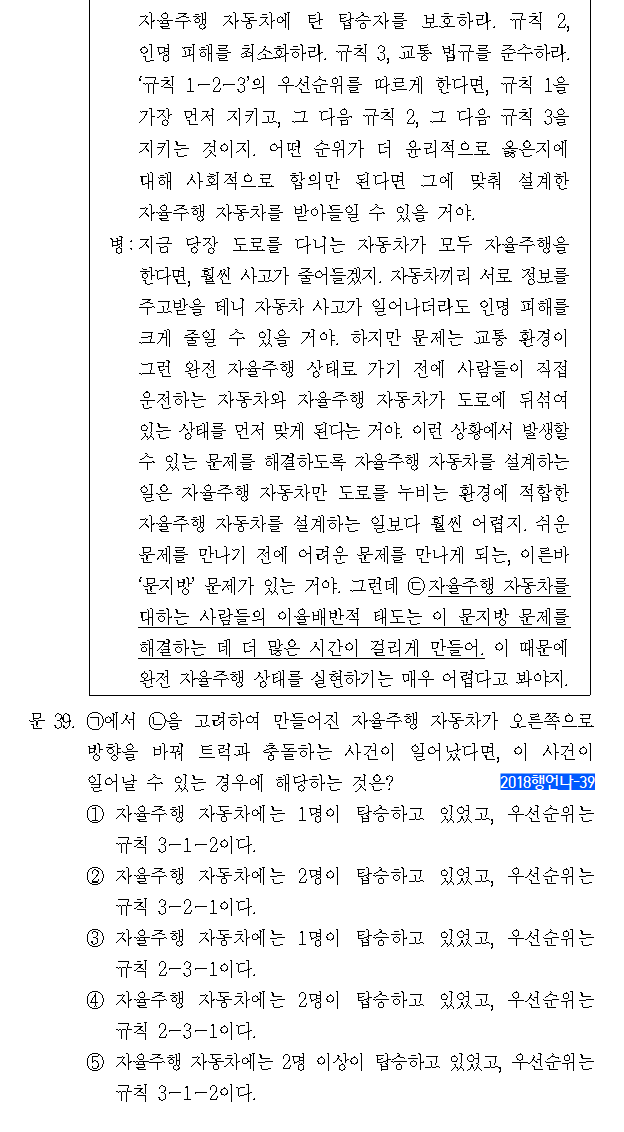 자율주행 자동차에 탄 탑승자를 보호하라. 규칙 2,
인명 피해를 최소화하라. 규칙 3, 교통 법규를 준수하라.
‘규칙 1-2-3’의 우선순위를 따르게 한다면, 규칙 1을
가장 먼저 지키고, 그 다음 규칙 2, 그 다음 규칙 3을
지키는 것이지. 어떤 순위가 더 윤리적으로 옳은지에
대해 사회적으로 합의만 된다면 그에 맞춰 설계한
자율주행 자동차를 받아들일 수 있을 거야.
병: 지금 당장 도로를 다니는 자동차가 모두 자율주행을
한다면, 훨씬 사고가 줄어들겠지. 자동차끼리 서로 정보를
주고받을 테니 자동차 사고가 일어나더라도 인명 피해를
크게 줄일 수 있을 거야. 하지만 문제는 교통 환경이
그런 완전 자율주행 상태로 가기 전에 사람들이 직접
운전하는 자동차와 자율주행 자동차가 도로에 뒤섞여
있는 상태를 먼저 맞게 된다는 거야. 이런 상황에서 발생할
수 있는 문제를 해결하도록 자율주행 자동차를 설계하는
일은 자율주행 자동차만 도로를 누비는 환경에 적합한
자율주행 자동차를 설계하는 일보다 훨씬 어렵지. 쉬운
문제를 만나기 전에 어려운 문제를 만나게 되는, 이른바
‘문지방’ 문제가 있는 거야. 그런데 ㉢자율주행 자동차를
대하는 사람들의 이율배반적 태도는 이 문지방 문제를
해결하는 데 더 많은 시간이 걸리게 만들어. 이 때문에
완전 자율주행 상태를 실현하기는 매우 어렵다고 봐야지.
문 39. ㉠에서 ㉡을 고려하여 만들어진 자율주행 자동차가 오른쪽으로
방향을 바꿔 트럭과 충돌하는 사건이 일어났다면, 이 사건이
일어날 수 있는 경우에 해당하는 것은? 2018행언나-39
① 자율주행 자동차에는 1명이 탑승하고 있었고, 우선순위는
규칙 3-1-2이다.
② 자율주행 자동차에는 2명이 탑승하고 있었고, 우선순위는
규칙 3-2-1이다.
③ 자율주행 자동차에는 1명이 탑승하고 있었고, 우선순위는
규칙 2-3-1이다.
④ 자율주행 자동차에는 2명이 탑승하고 있었고, 우선순위는
규칙 2-3-1이다.
⑤ 자율주행 자동차에는 2명 이상이 탑승하고 있었고, 우선순위는
규칙 3-1-2이다.